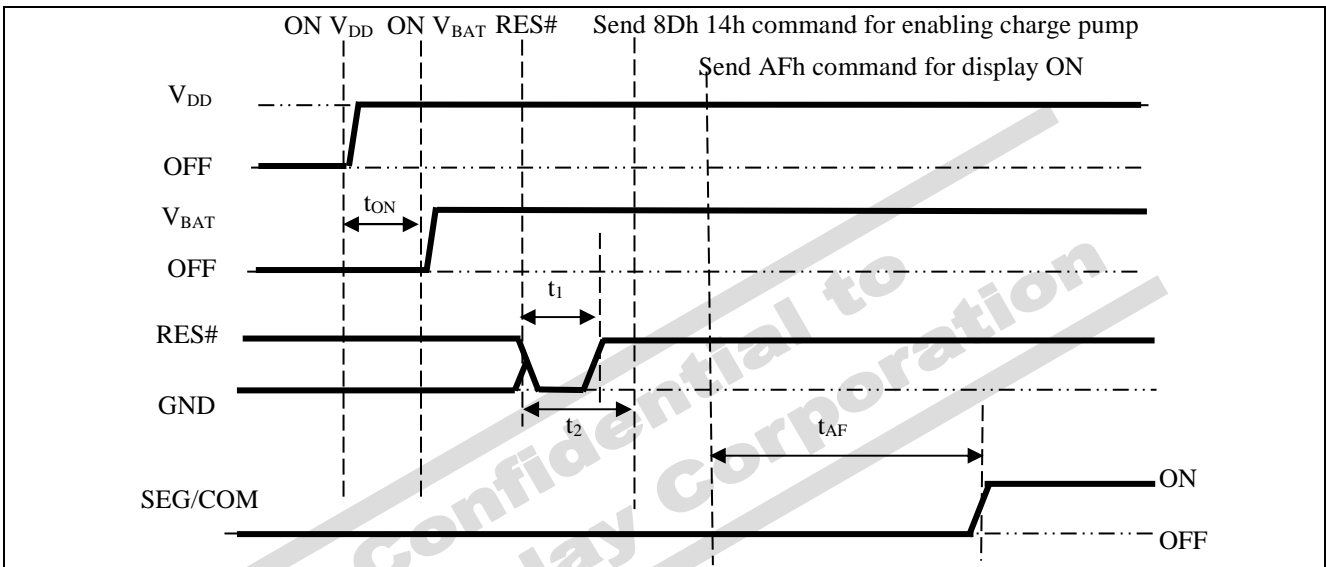 ON VDD ON VBAT RES# Send 8Dh 14h command for enabling charge pump
Send AFh command for display ON
VDD
OFF
tON
VBAT
OFF
t1
RES#
GND
t2
tAF
SEG/COM
ON
OFF
Confidential to
lay Corporation